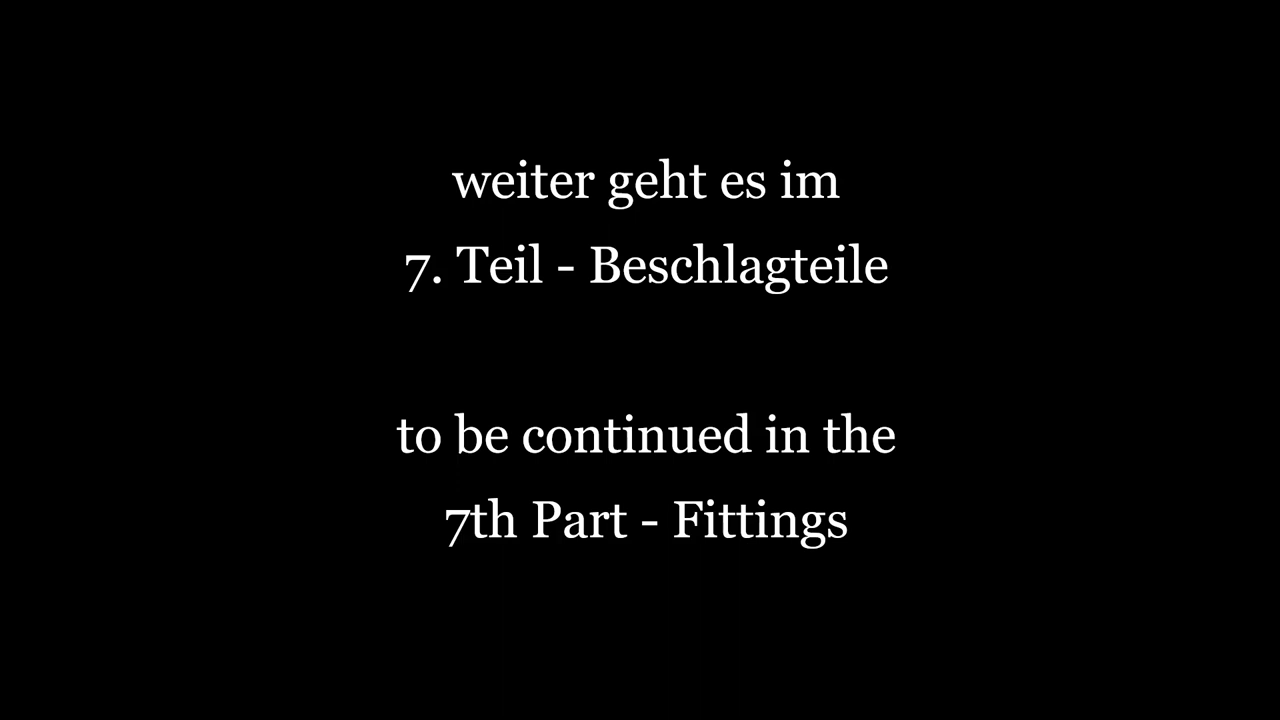 weiter geht es im
7. Teil - Beschlagteile
to be continued in the
7th Part - Fittings